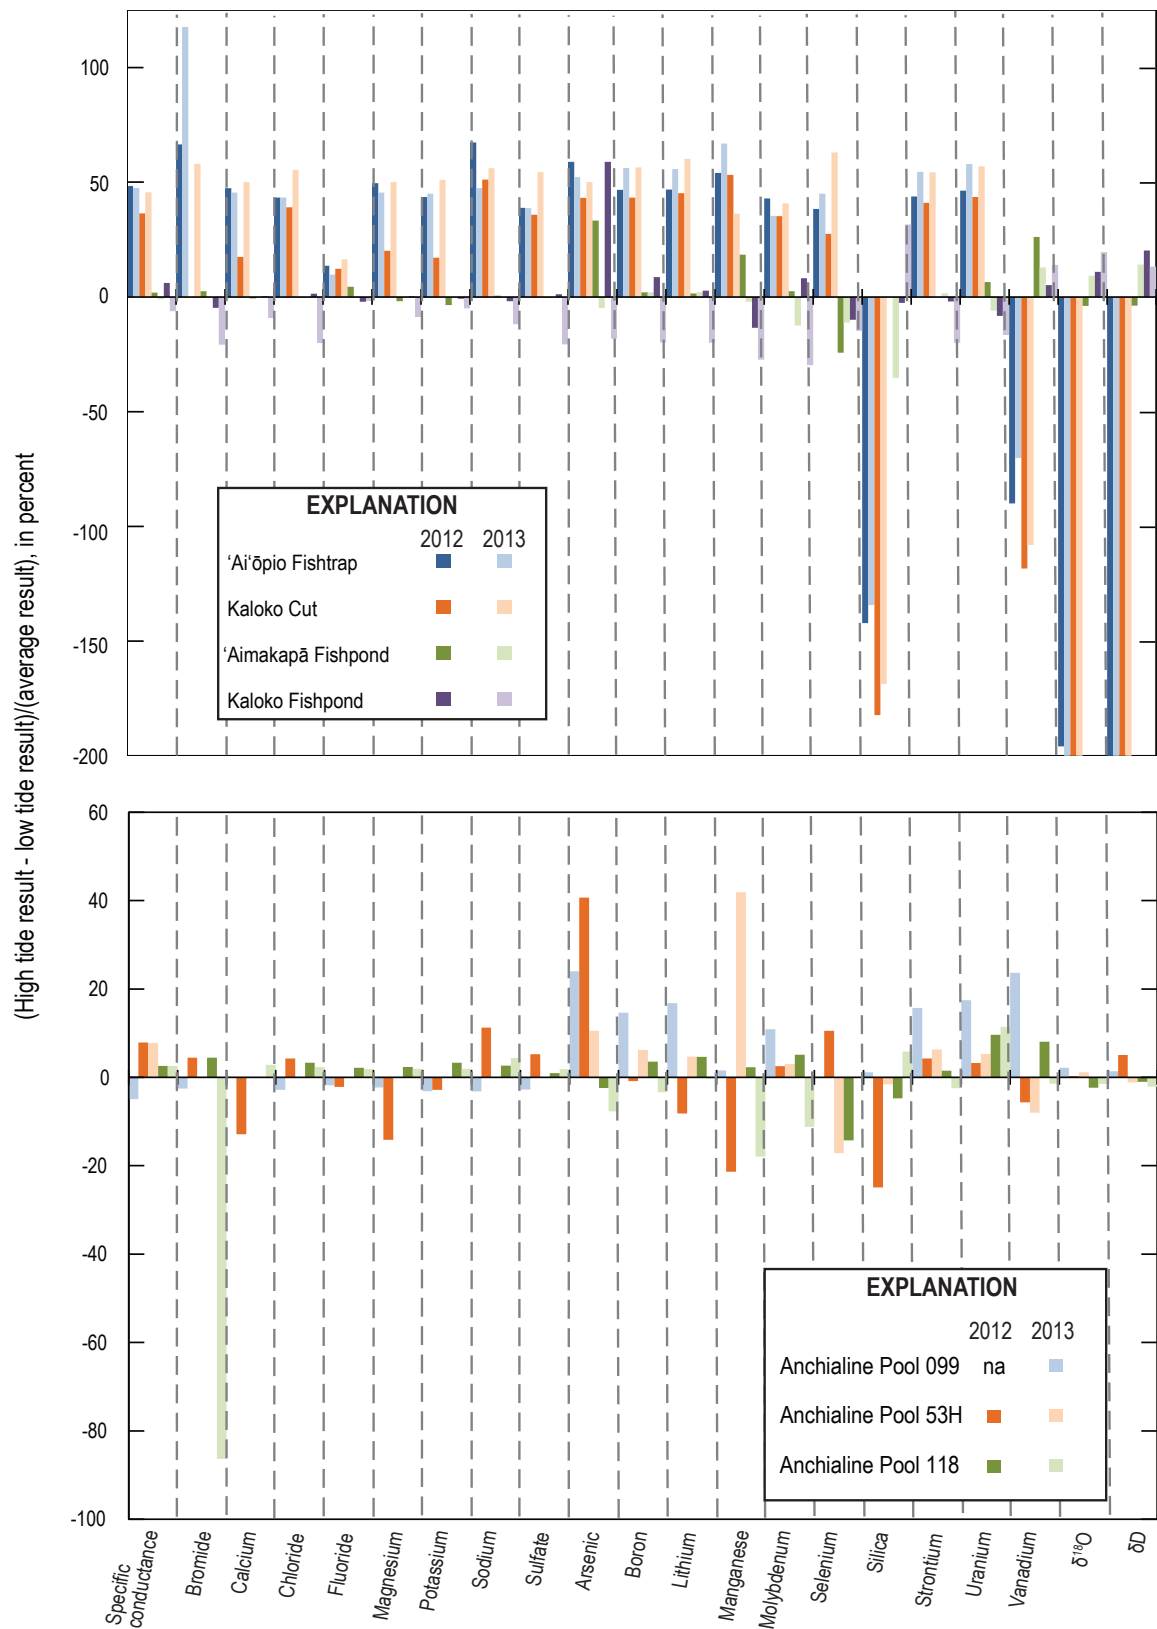 (High tide result - low tide result)/(average result), in percent
100
50
0
-50
-100
-150
-200
EXPLANATION
2012 2013
ʻAiʻōpio Fishtrap
Kaloko Cut
ʻAimakapā Fishpond
Kaloko Fishpond
60
40
20
0
-20
-40
-60
-80
-100
EXPLANATION
2012 2013
Anchialine Pool 099 na
Anchialine Pool 53H
Anchialine Pool 118
Specific
conductance
Bromide
Calcium
Chloride
Fluoride
Magnesium
Potassium
Sodium
Sulfate
Arsenic
Boron
Lithium
Manganese
Molybdenum
Selenium
Silica
Strontium
Uranium
Vanadium
δ¹⁸O
δD